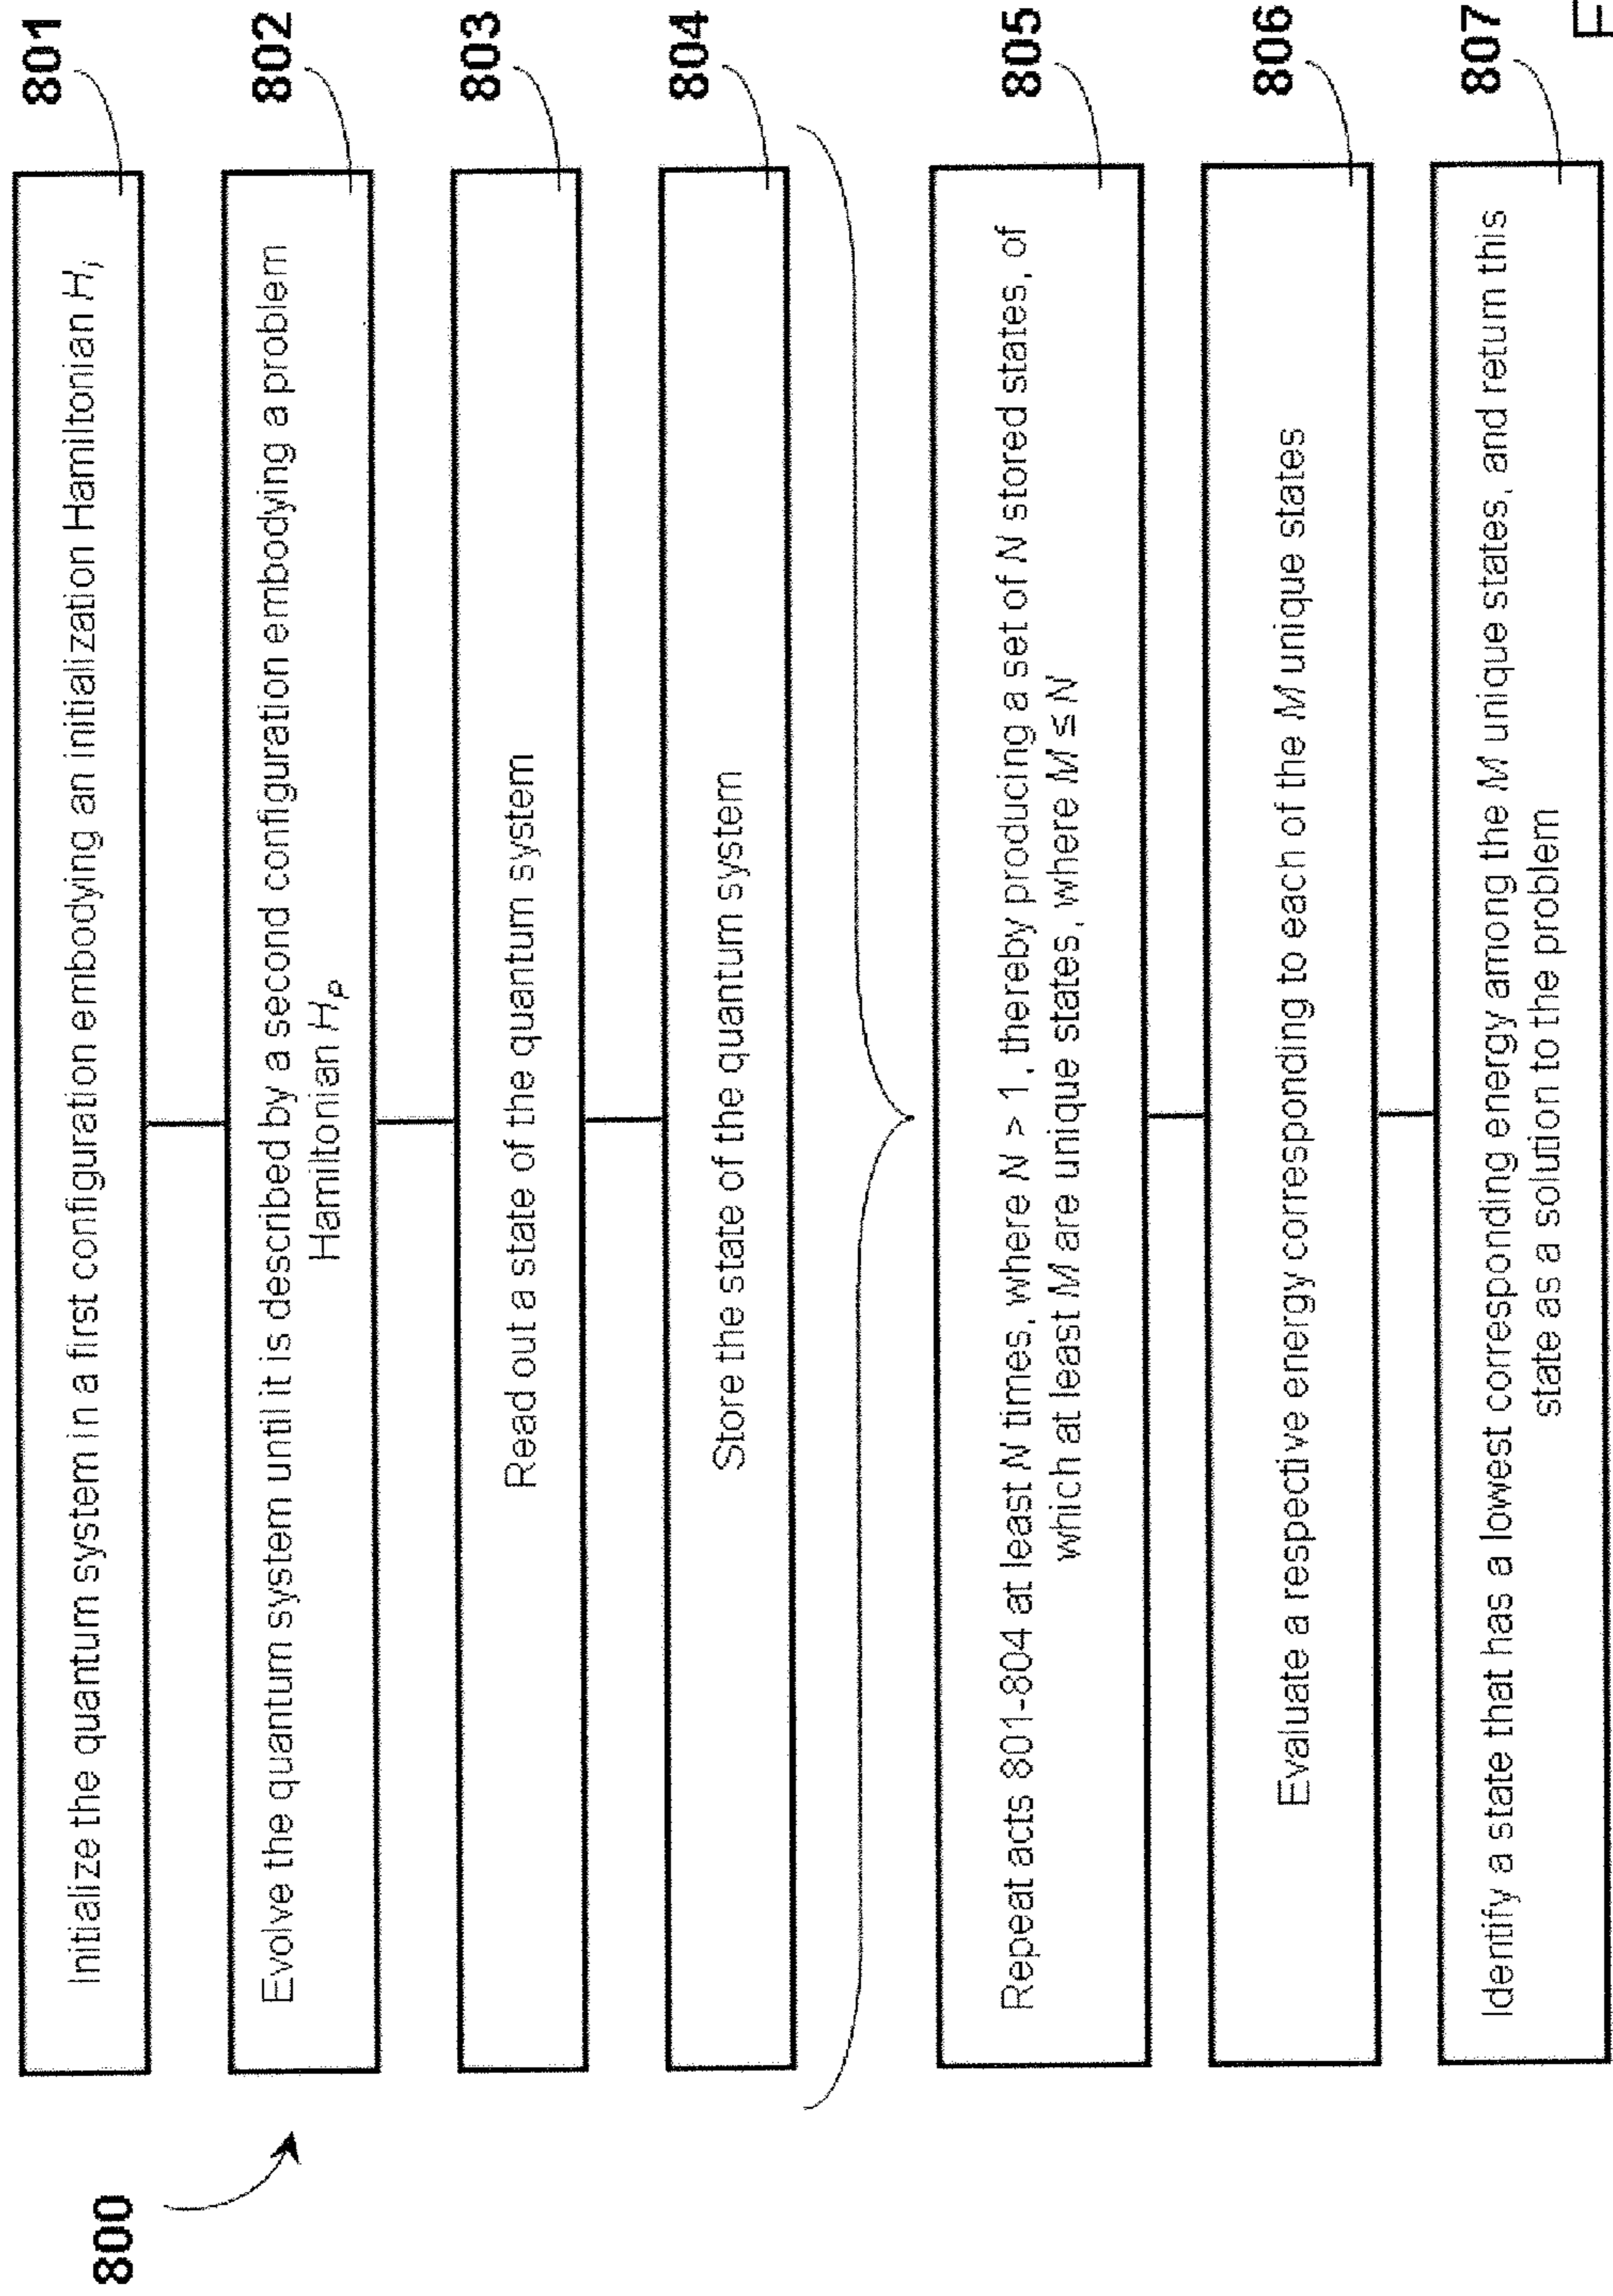 800
801
Initialize the quantum system in a first configuration embodying an initialization Hamiltonian Hi
802
Evolve the quantum system until it is described by a second configuration embodying a problem
Hamiltonian HP
803
Read out a state of the quantum system
804
Store the state of the quantum system
805
Repeat acts 801-804 at least N times, where N > 1, thereby producing a set of N stored states, of
which at least M are unique states, where M ≤ N
806
Evaluate a respective energy corresponding to each of the M unique states
807
Identify a state that has a lowest corresponding energy among the M unique states, and return this
state as a solution to the problem